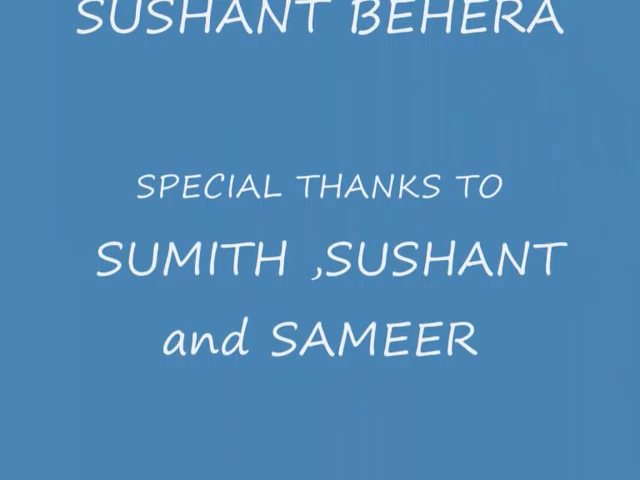 SUSHANT BEHERA
SPECIAL THANKS TO
SUMITH ,SUSHANT
and SAMEER